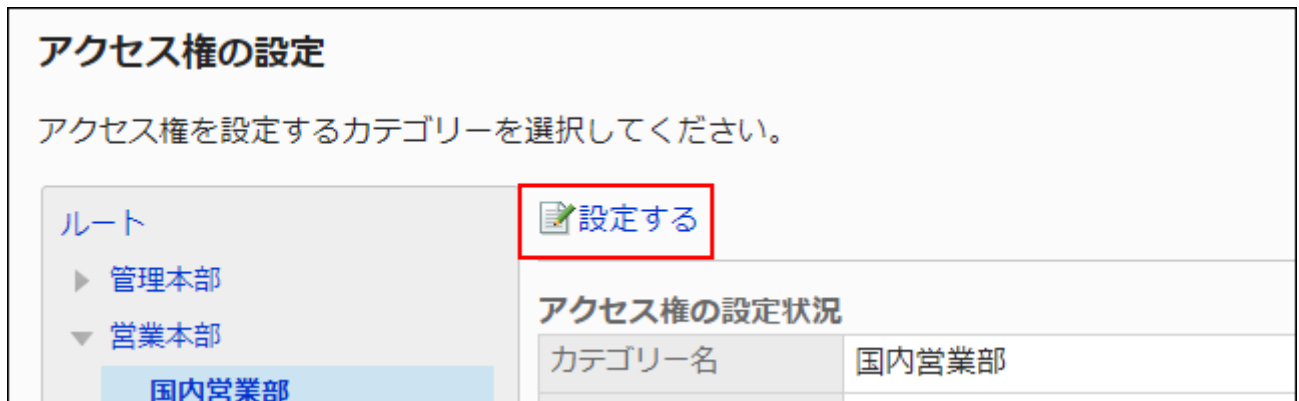 アクセス権の設定
アクセス権を設定するカテゴリーを選択してください。
ルート
管理本部
営業本部
国内営業部
設定する
アクセス権の設定状況
カテゴリー名 国内営業部